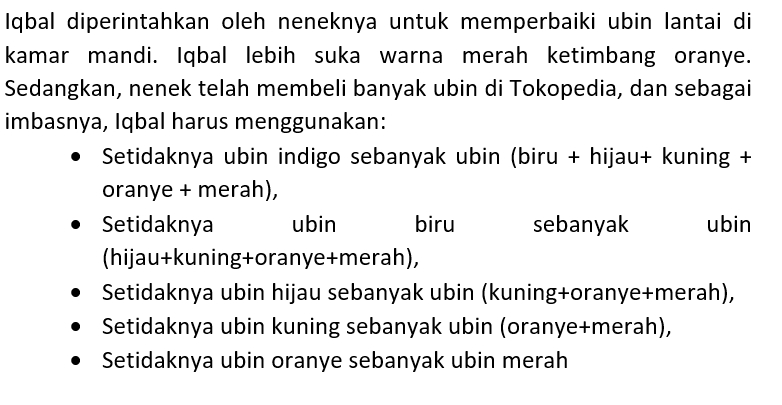 Iqbal diperintahkan oleh neneknya untuk memperbaiki ubin lantai di
kamar mandi. Iqbal lebih suka warna merah ketimbang oranye.
Sedangkan, nenek telah membeli banyak ubin di Tokopedia, dan sebagai
imbasnya, Iqbal harus menggunakan:
• Setidaknya ubin indigo sebanyak ubin (biru + hijau+ kuning +
oranye + merah),
• Setidaknya ubin biru sebanyak ubin
(hijau+kuning+oranye+merah),
• Setidaknya ubin hijau sebanyak ubin (kuning+oranye+merah),
• Setidaknya ubin kuning sebanyak ubin (oranye+merah),
• Setidaknya ubin oranye sebanyak ubin merah